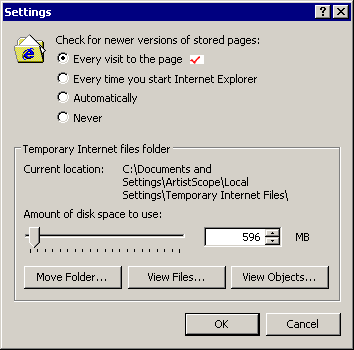 Settings
Check for newer versions of stored pages:
Every visit to the page
Every time you start Internet Explorer
Automatically
Never
Temporary Internet files folder
Current location: C:\Documents and
Settings\ArtistScope\Local
Settings\Temporary Internet Files\
Amount of disk space to use:
596 MB
Move Folder... View Files... View Objects...
OK Cancel